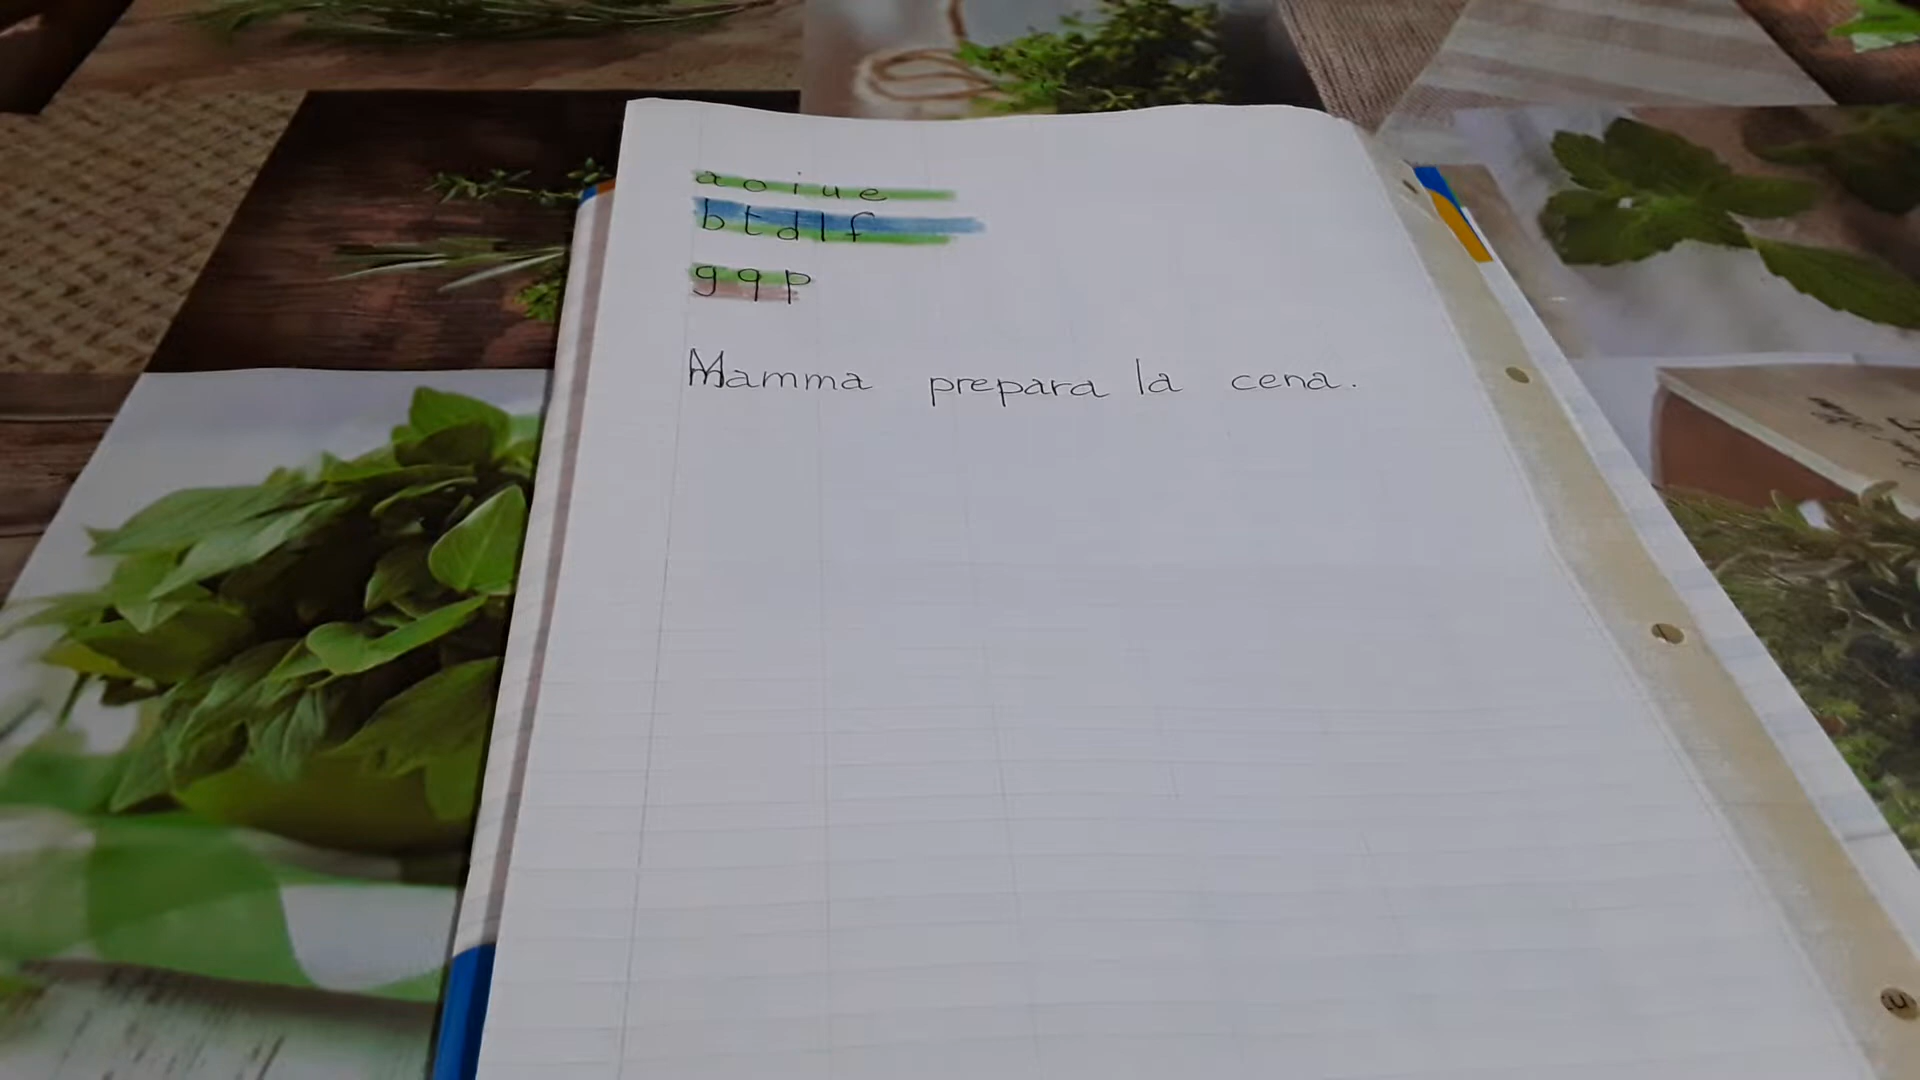 a o i u e
b t d l f
g q p
Mamma prepara la cena.